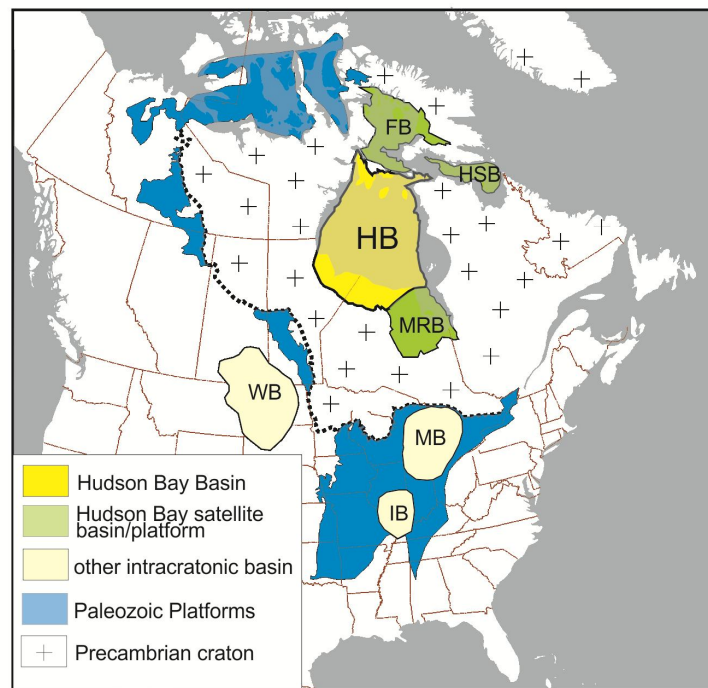 FB
HSB
HB
MRB
WB
MB
IB
Hudson Bay Basin
Hudson Bay satellite
basin/platform
other intracratonic basin
Paleozoic Platforms
Precambrian craton